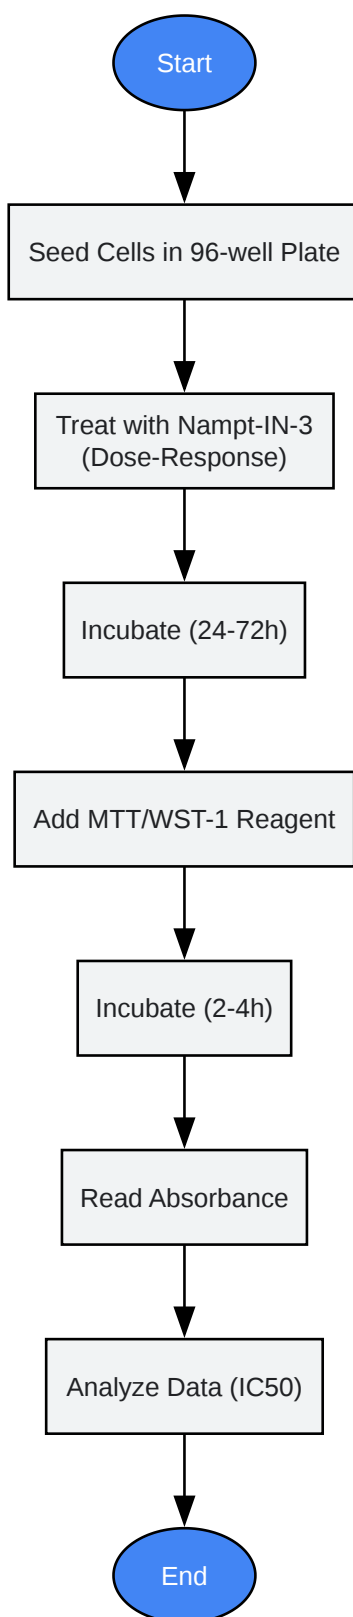 Start
Seed Cells in 96-well Plate
Treat with Nampt-IN-3
(Dose-Response)
Incubate (24-72h)
Add MTT/WST-1 Reagent
Incubate (2-4h)
Read Absorbance
Analyze Data (IC50)
End